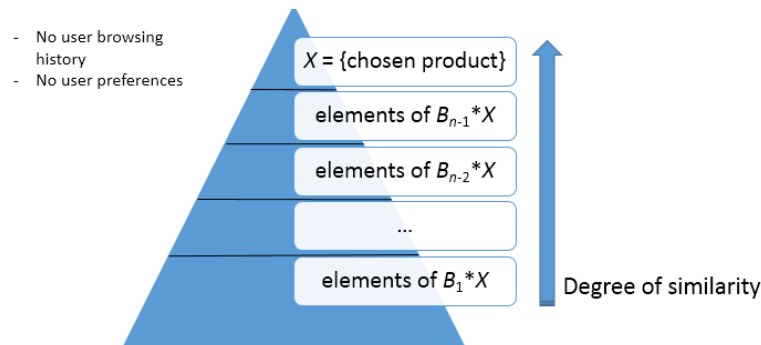 - No user browsing
history
- No user preferences
X = {chosen product}
elements of Bn-1*X
elements of Bn-2*X
...
elements of B1*X
Degree of similarity